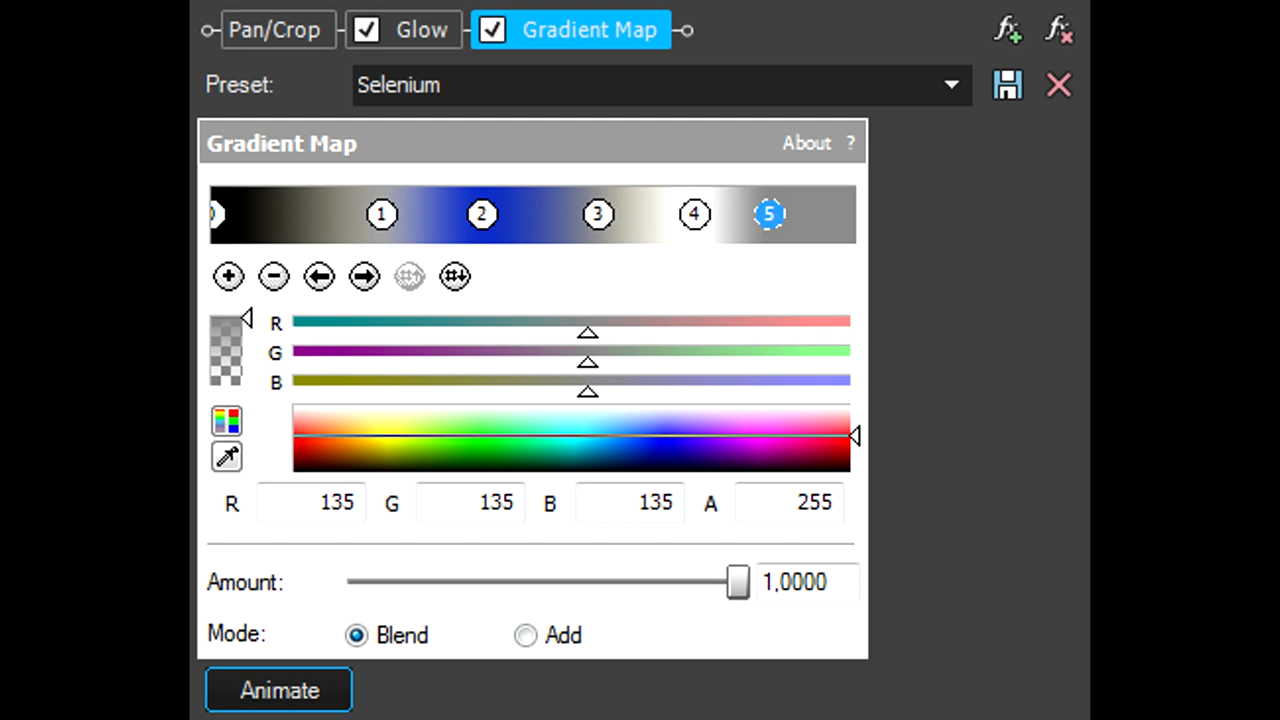 Pan/Crop Glow Gradient Map
Preset: Selenium
Gradient Map About ?
1 2 3 4 5
R
G
B
R 135 G 135 B 135 A 255
Amount: 1,0000
Mode: Blend Add
Animate